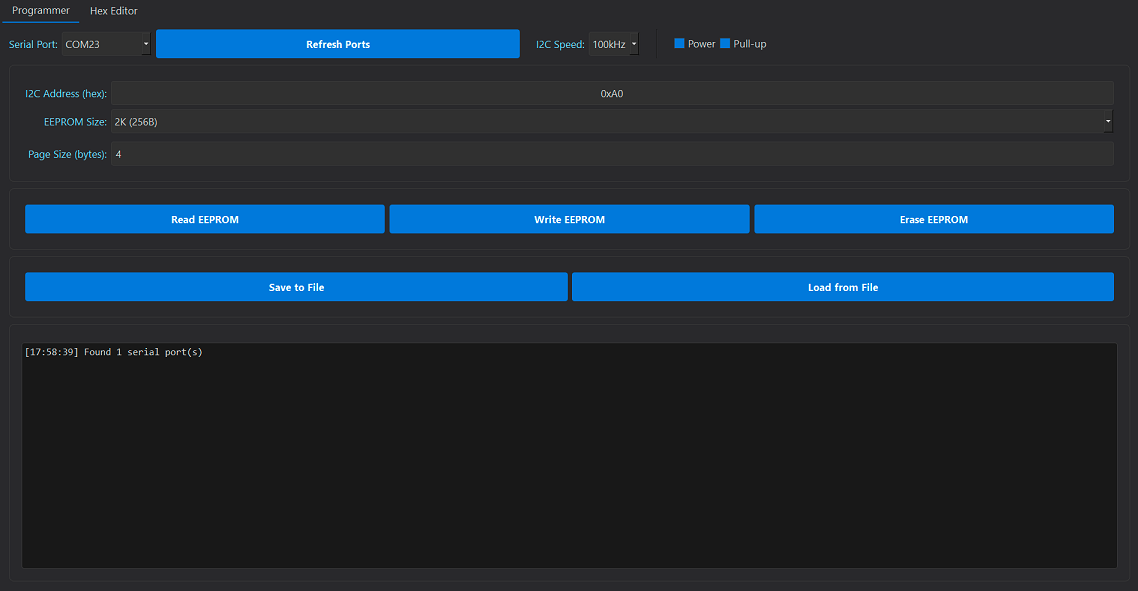 Programmer Hex Editor
Serial Port: COM23 Refresh Ports I2C Speed: 100kHz Power Pull-up
I2C Address (hex): 0xA0
EEPROM Size: 2K (256B)
Page Size (bytes): 4
Read EEPROM Write EEPROM Erase EEPROM
Save to File Load from File
[17:58:39] Found 1 serial port(s)